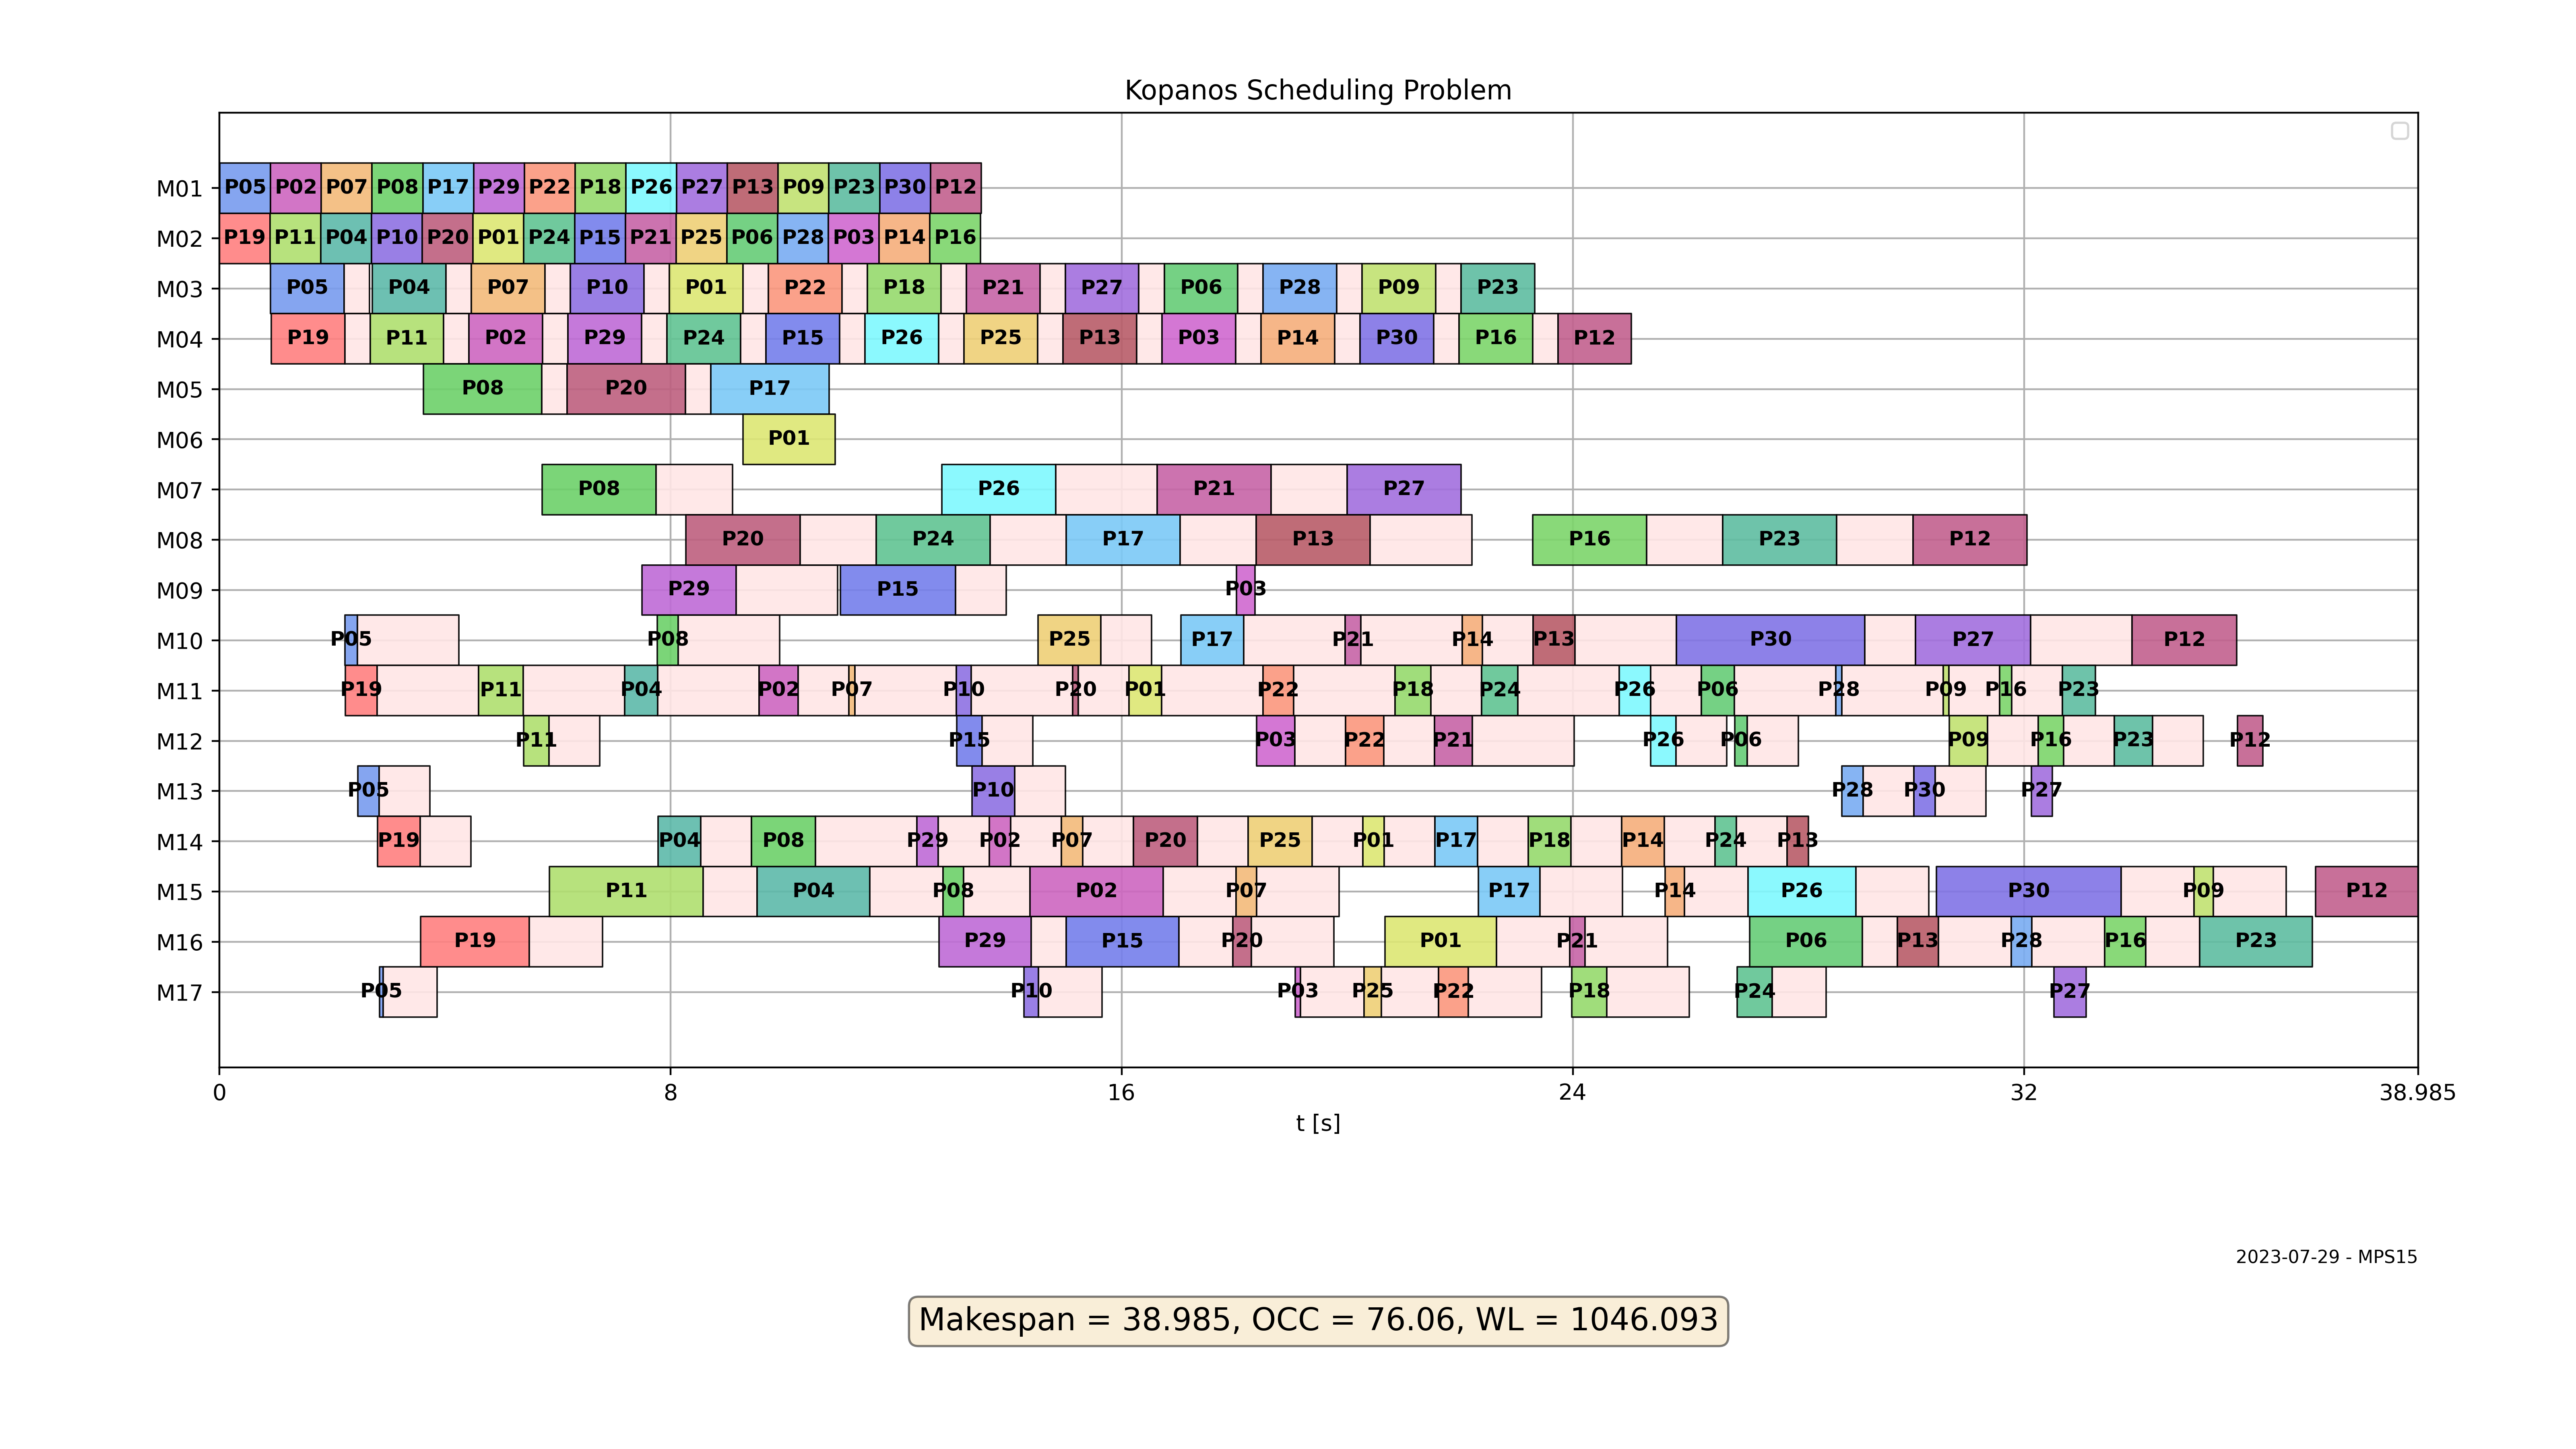 Kopanos Scheduling Problem
M01 P05 P02 P07 P08 P17 P29 P22 P18 P26 P27 P13 P09 P23 P30 P12
M02 P19 P11 P04 P10 P20 P01 P24 P15 P21 P25 P06 P28 P03 P14 P16
M03 P05 P04 P07 P10 P01 P22 P18 P21 P27 P06 P28 P09 P23
M04 P19 P11 P02 P29 P24 P15 P26 P25 P13 P03 P14 P30 P16 P12
M05 P08 P20 P17
M06 P01
M07 P08 P26 P21 P27
M08 P20 P24 P17 P13 P16 P23 P12
M09 P29 P15 P03
M10 P05 P08 P25 P17 P21 P14 P13 P30 P27 P12
M11 P19 P11 P04 P02 P07 P10 P20 P01 P22 P18 P24 P26 P06 P28 P09 P16 P23
M12 P11 P15 P03 P22 P21 P26 P06 P09 P16 P23 P12
M13 P05 P10 P28 P30 P27
M14 P19 P04 P08 P29 P02 P07 P20 P25 P01 P17 P18 P14 P24 P13
M15 P11 P04 P08 P02 P07 P17 P14 P26 P30 P09 P12
M16 P19 P29 P15 P20 P01 P21 P06 P13 P28 P16 P23
M17 P05 P10 P03 P25 P22 P18 P24 P27
0 8 16 24 32 38.985
t [s]
2023-07-29 - MPS15
Makespan = 38.985, OCC = 76.06, WL = 1046.093